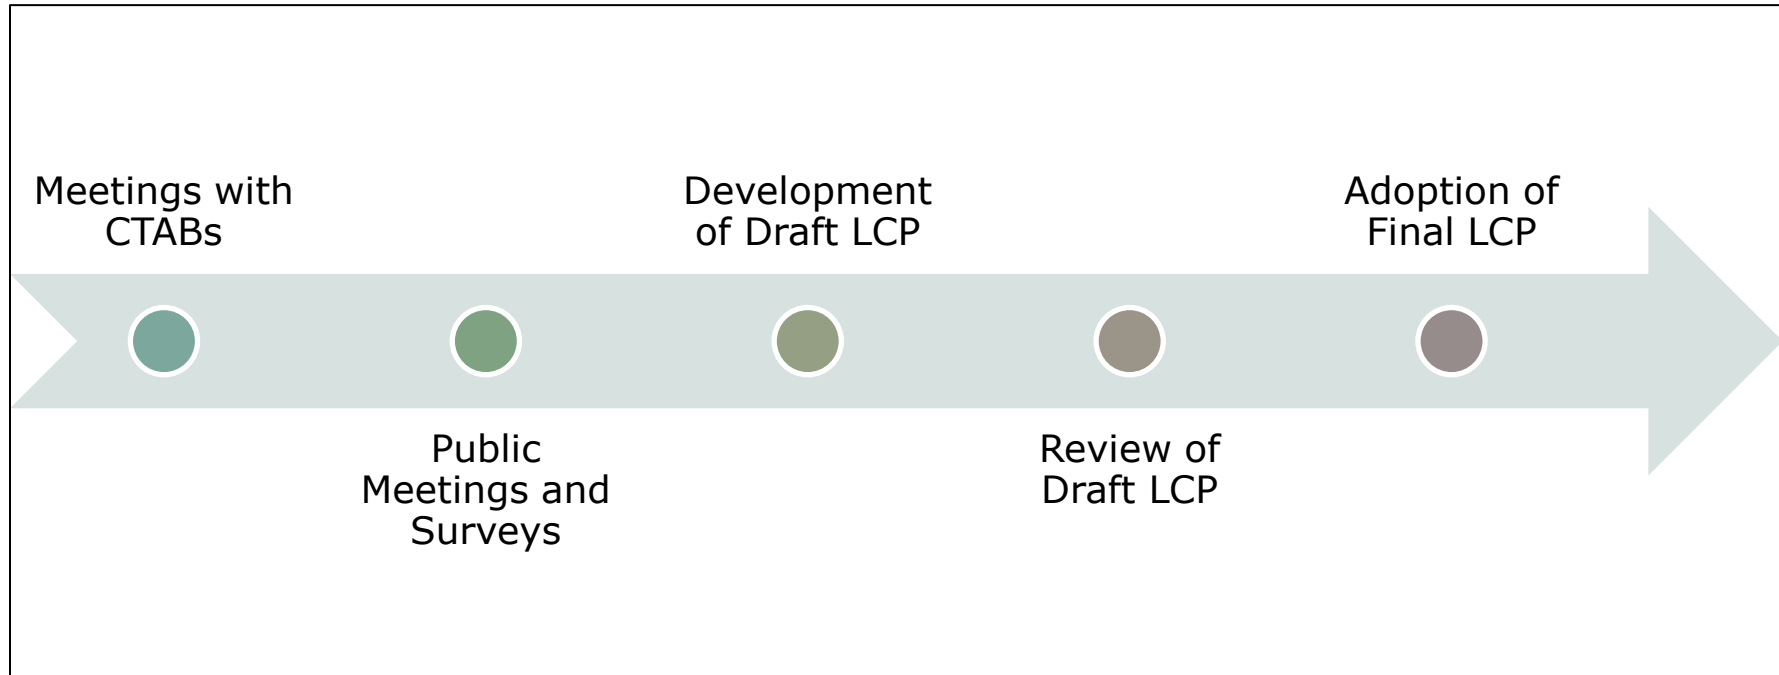 Meetings with
CTABs
Public
Meetings and
Surveys
Development
of Draft LCP
Review of
Draft LCP
Adoption of
Final LCP